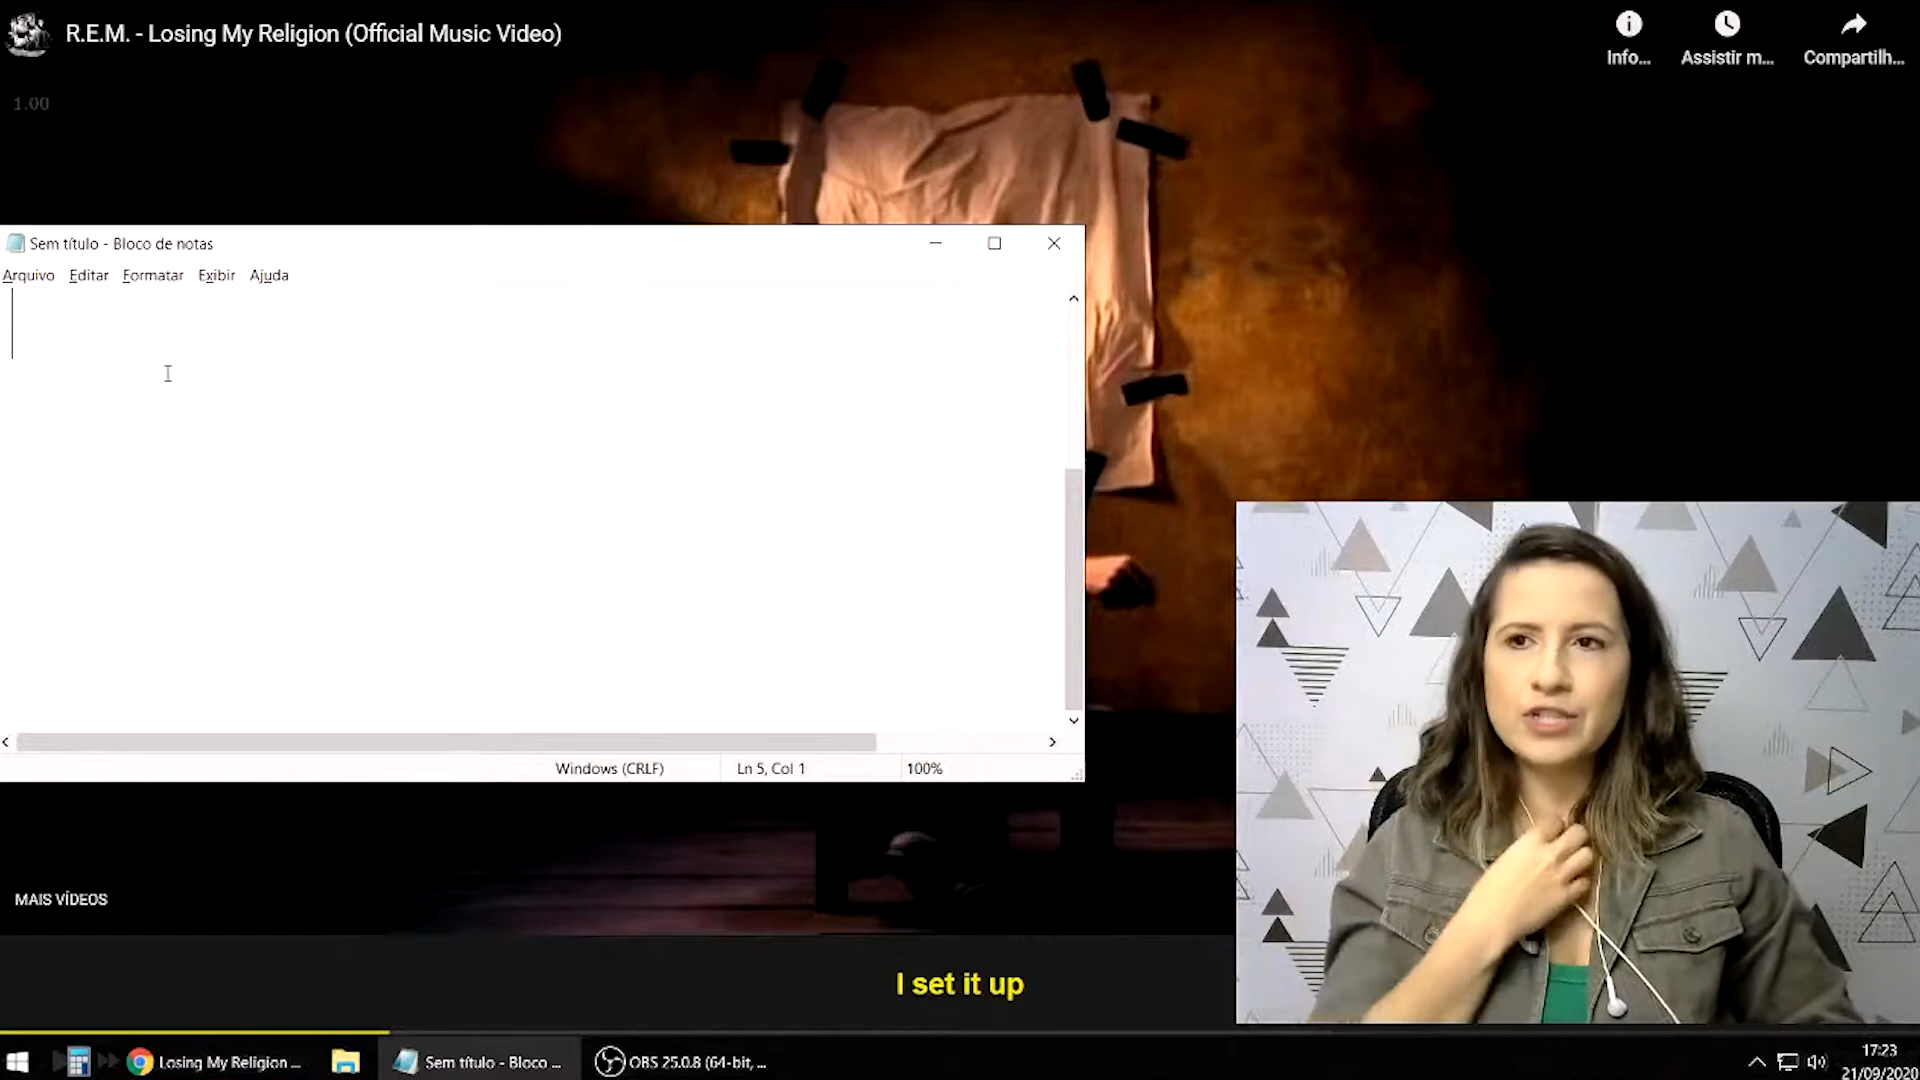 R.E.M. - Losing My Religion (Official Music Video)
Info...
Assistir m...
Compartilh...
1.00
Sem título - Bloco de notas
Arquivo Editar Formatar Exibir Ajuda
Windows (CRLF)
Ln 5, Col 1
100%
MAIS VÍDEOS
I set it up
Losing My Religion ...
Sem título - Bloco ...
OBS 25.0.8 (64-bit, ...
17:23
21/09/2020